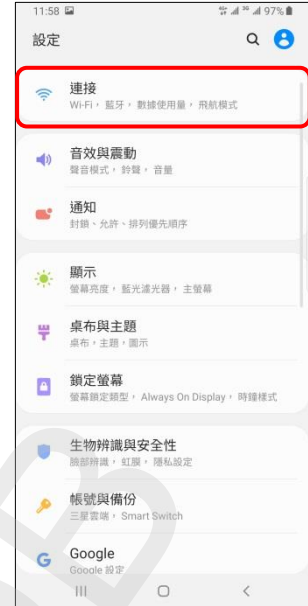 11:58 4G 3G 97%
設定
連接
Wi-Fi, 藍牙, 數據使用量, 飛航模式
音效與震動
聲音模式, 鈴聲, 音量
通知
封鎖、允許、排列優先順序
顯示
螢幕亮度, 藍光濾光器, 主螢幕
桌布與主題
桌布, 主題, 圖示
鎖定螢幕
螢幕鎖定類型, Always On Display, 時鐘樣式
生物辨識與安全性
臉部辨識, 虹膜, 隱私設定
帳號與備份
三星雲端, Smart Switch
Google
Google 設定